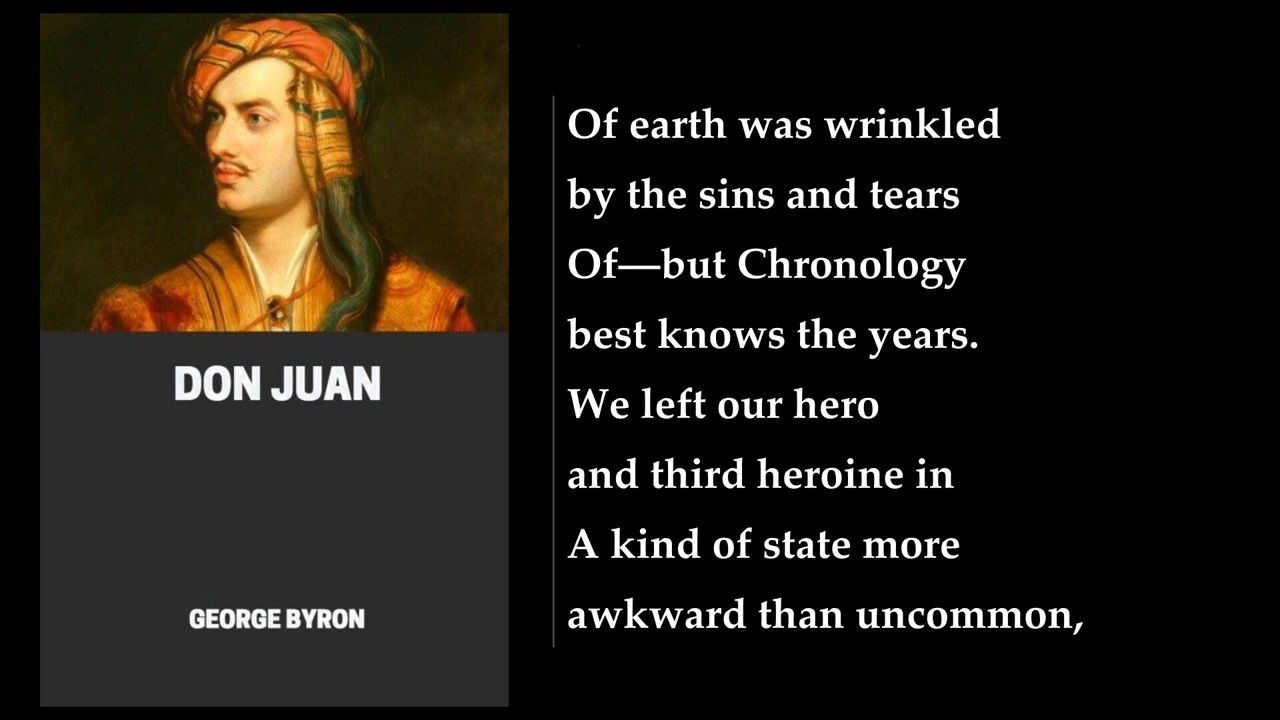 DON JUAN
GEORGE BYRON
Of earth was wrinkled
by the sins and tears
Of—but Chronology
best knows the years.
We left our hero
and third heroine in
A kind of state more
awkward than uncommon,